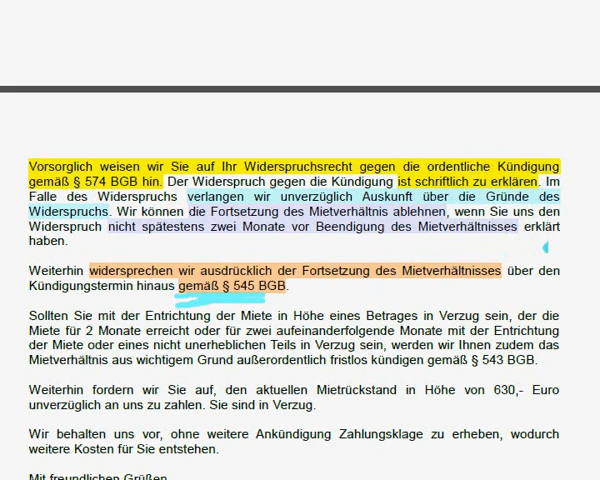 Vorsorglich weisen wir Sie auf Ihr Widerspruchsrecht gegen die ordentliche Kündigung
gemäß § 574 BGB hin. Der Widerspruch gegen die Kündigung ist schriftlich zu erklären. Im
Falle des Widerspruchs verlangen wir unverzüglich Auskunft über die Gründe des
Widerspruchs. Wir können die Fortsetzung des Mietverhältnis ablehnen, wenn Sie uns den
Widerspruch nicht spätestens zwei Monate vor Beendigung des Mietverhältnisses erklärt
haben.
Weiterhin widersprechen wir ausdrücklich der Fortsetzung des Mietverhältnisses über den
Kündigungstermin hinaus gemäß § 545 BGB.
Sollten Sie mit der Entrichtung der Miete in Höhe eines Betrages in Verzug sein, der die
Miete für 2 Monate erreicht oder für zwei aufeinanderfolgende Monate mit der Entrichtung
der Miete oder eines nicht unerheblichen Teils in Verzug sein, werden wir Ihnen zudem das
Mietverhältnis aus wichtigem Grund außerordentlich fristlos kündigen gemäß § 543 BGB.
Weiterhin fordern wir Sie auf, den aktuellen Mietrückstand in Höhe von 630,- Euro
unverzüglich an uns zu zahlen. Sie sind in Verzug.
Wir behalten uns vor, ohne weitere Ankündigung Zahlungsklage zu erheben, wodurch
weitere Kosten für Sie entstehen.
Mit freundlichen Grüßen